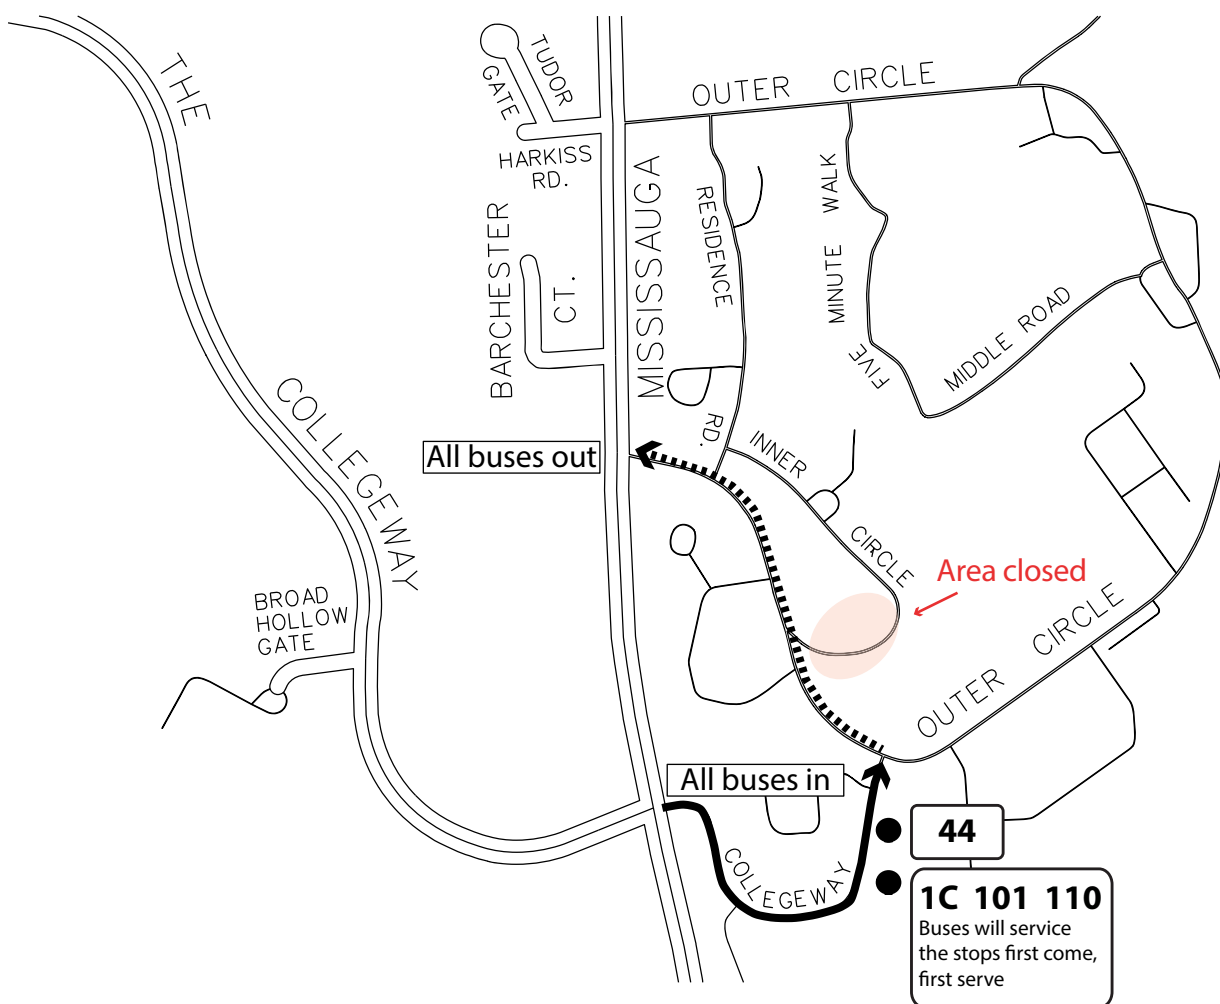 THE
COLLEGEWAY
TUDOR
GATE
HARKISS
RD.
BARCHESTER
CT.
MISSISSAUGA
RD.
OUTER CIRCLE
RESIDENCE
FIVE MINUTE WALK
MIDDLE ROAD
INNER CIRCLE
All buses out
Area closed
BROAD
HOLLOW
GATE
OUTER CIRCLE
All buses in
COLLEGEWAY
44
1C 101 110
Buses will service
the stops first come,
first serve